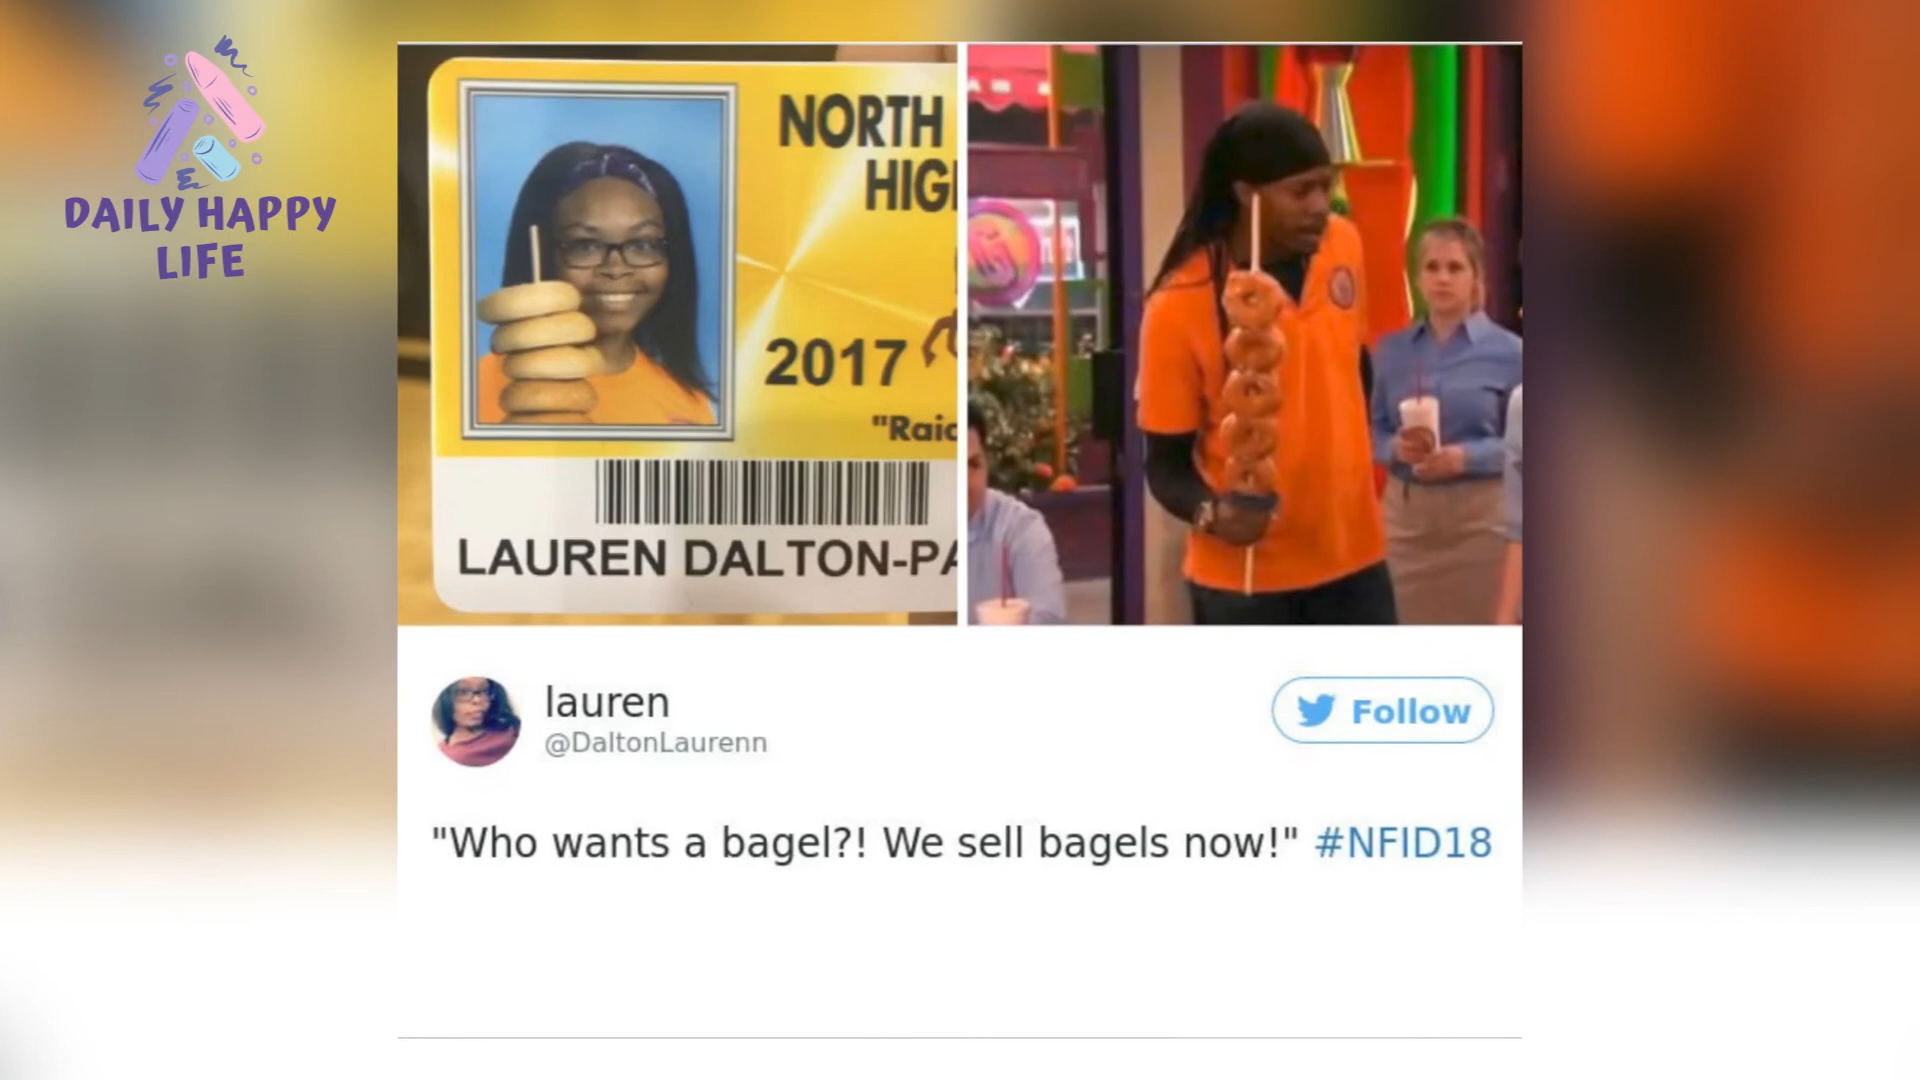 DAILY HAPPY
LIFE
NORTH
HIG
2017
"Raid
LAUREN DALTON-PA
lauren
@DaltonLaurenn
Follow
"Who wants a bagel?! We sell bagels now!" #NFID18